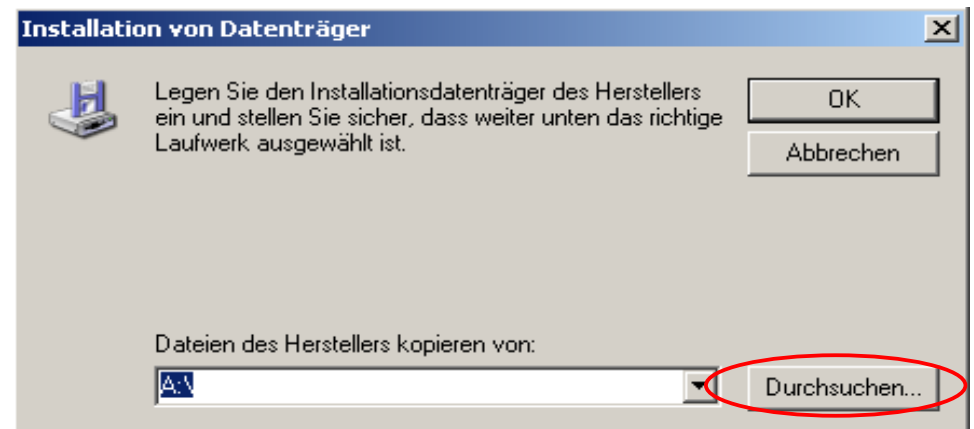 Installation von Datenträger
Legen Sie den Installationsdatenträger des Herstellers
ein und stellen Sie sicher, dass weiter unten das richtige
Laufwerk ausgewählt ist.
OK
Abbrechen
Dateien des Herstellers kopieren von:
A:\
Durchsuchen...